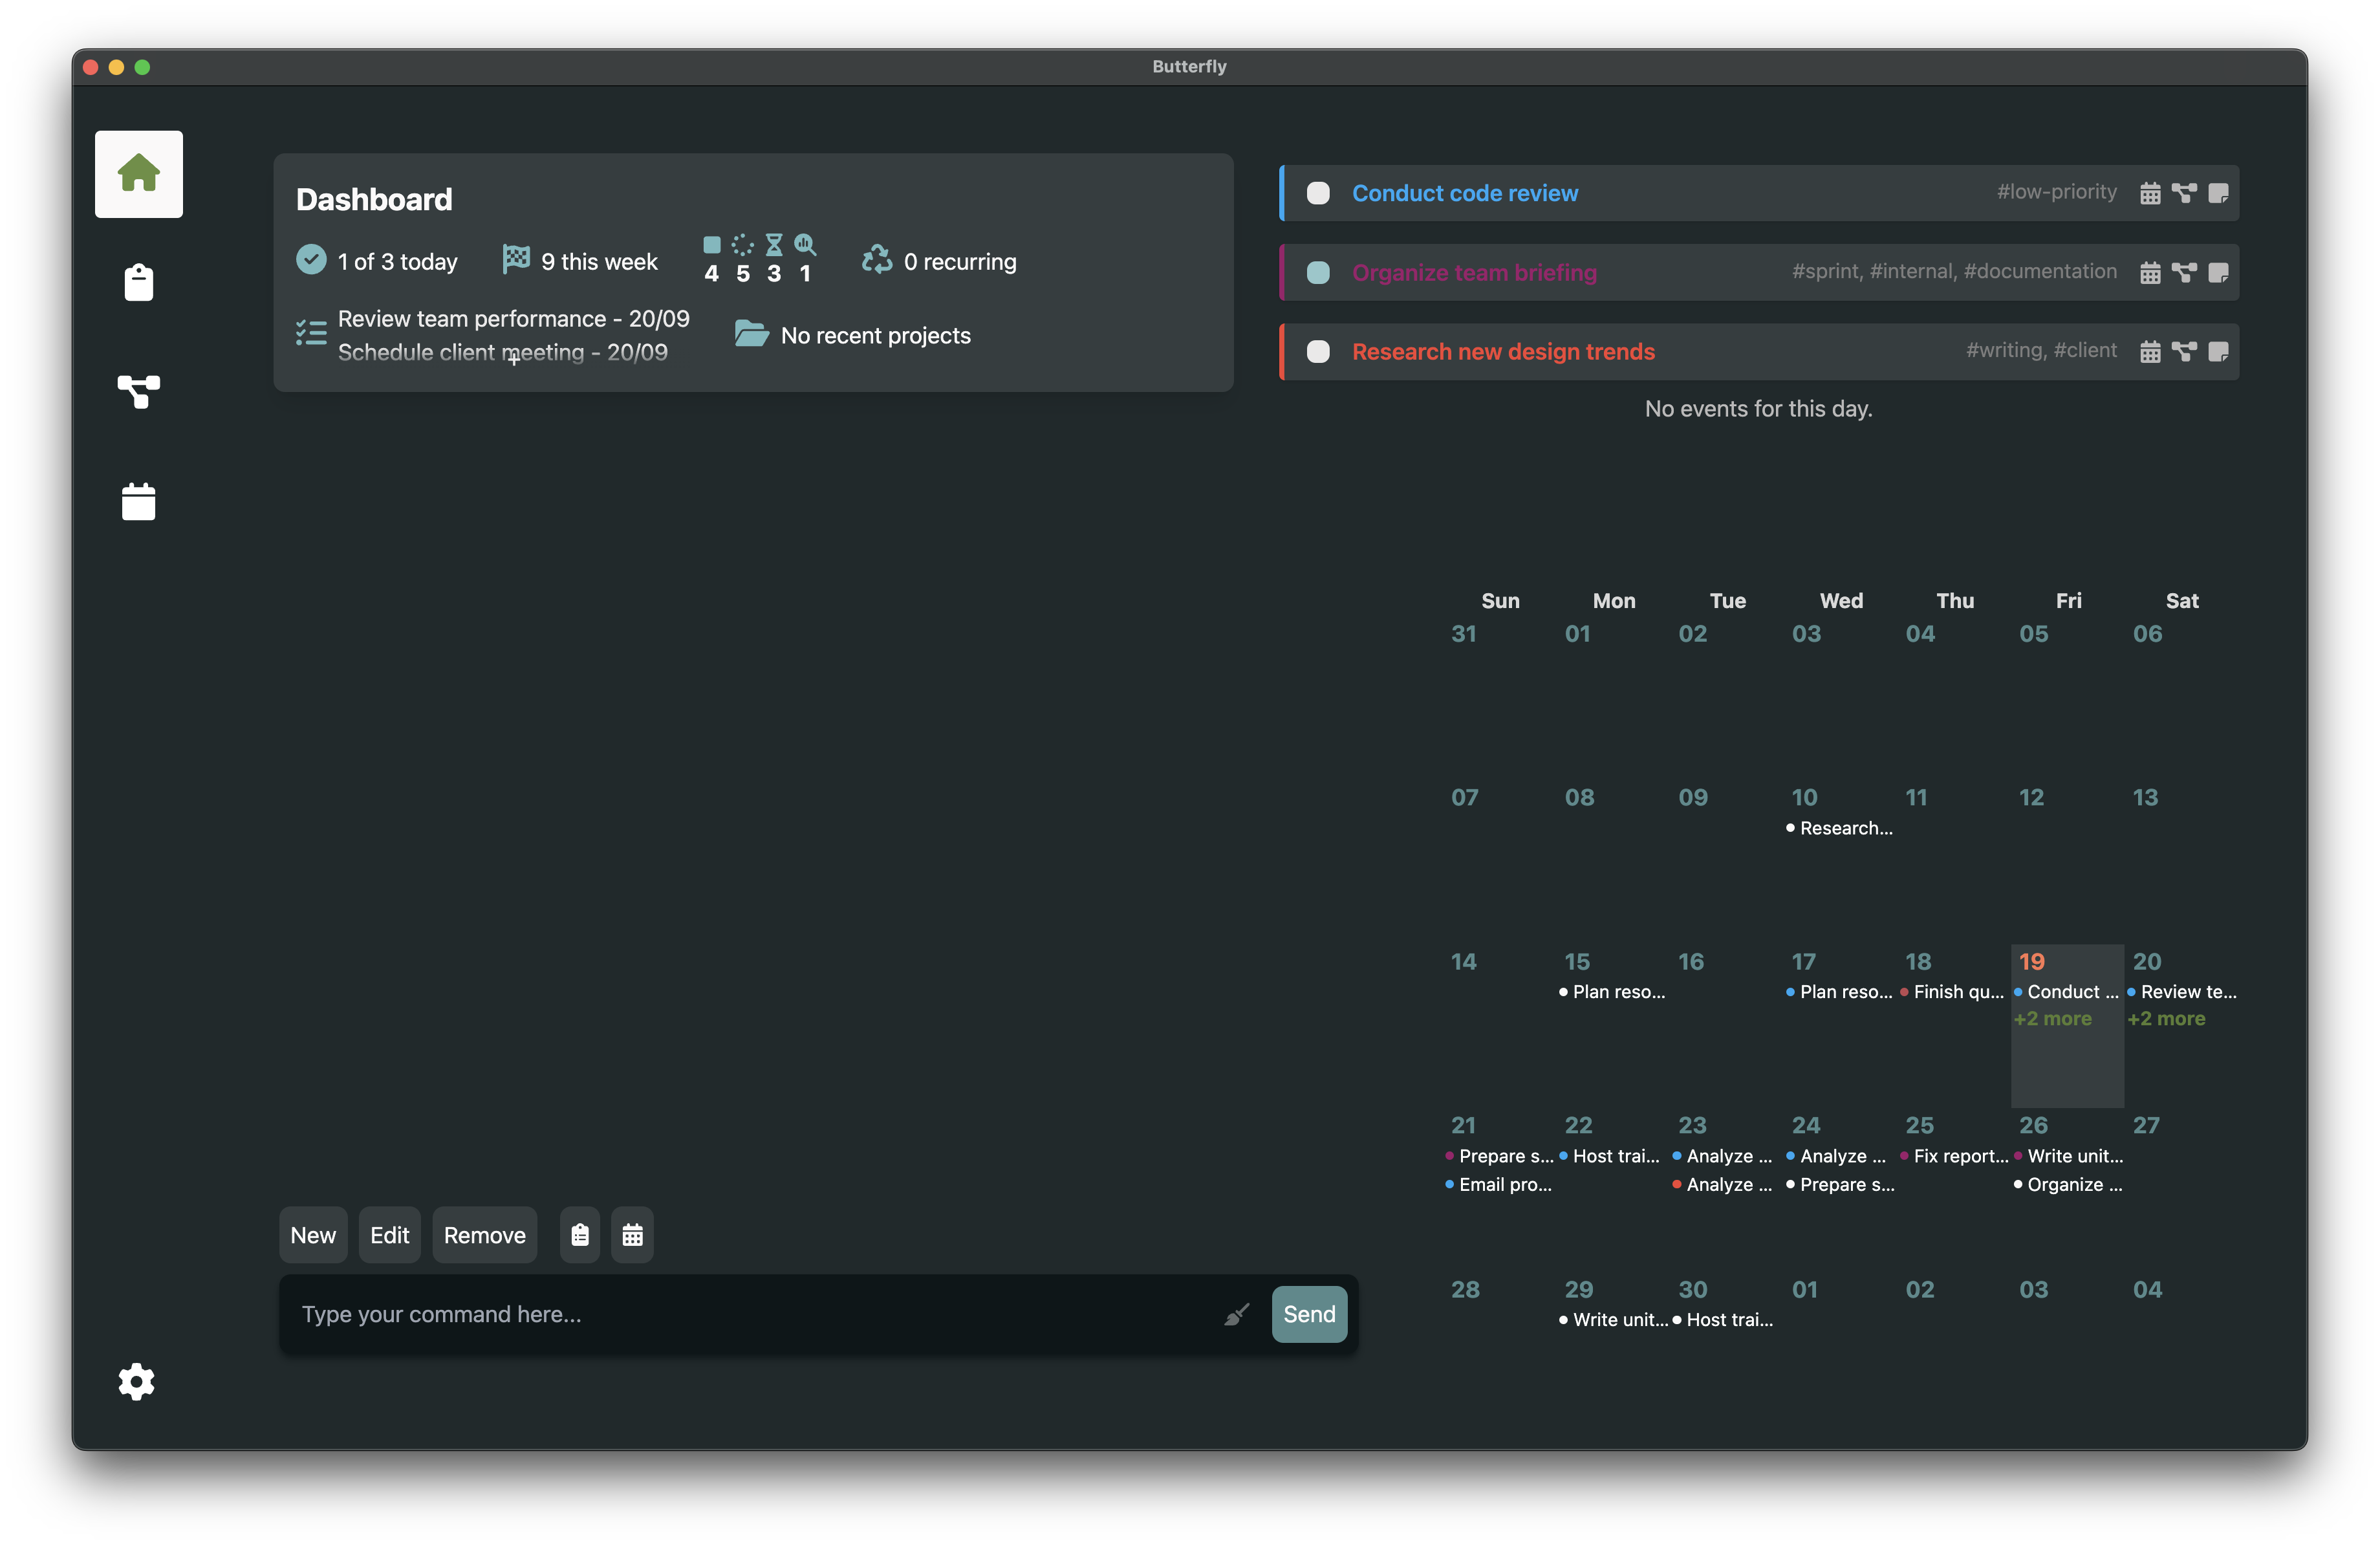 Butterfly
Dashboard
1 of 3 today
9 this week
4 5 3 1
0 recurring
Review team performance - 20/09
Schedule client meeting - 20/09
+
No recent projects
Conduct code review
#low-priority
Organize team briefing
#sprint, #internal, #documentation
Research new design trends
#writing, #client
No events for this day.
Sun Mon Tue Wed Thu Fri Sat
31 01 02 03 04 05 06
07 08 09 10 11 12 13
Research...
14 15 16 17 18 19 20
Plan reso... Plan reso... Finish qu... Conduct ... Review te...
+2 more +2 more
21 22 23 24 25 26 27
Prepare s... Host trai... Analyze ... Analyze ... Fix report... Write unit...
Email pro... Analyze ... Prepare s... Organize ...
28 29 30 01 02 03 04
Write unit... Host trai...
New Edit Remove
Type your command here...
Send